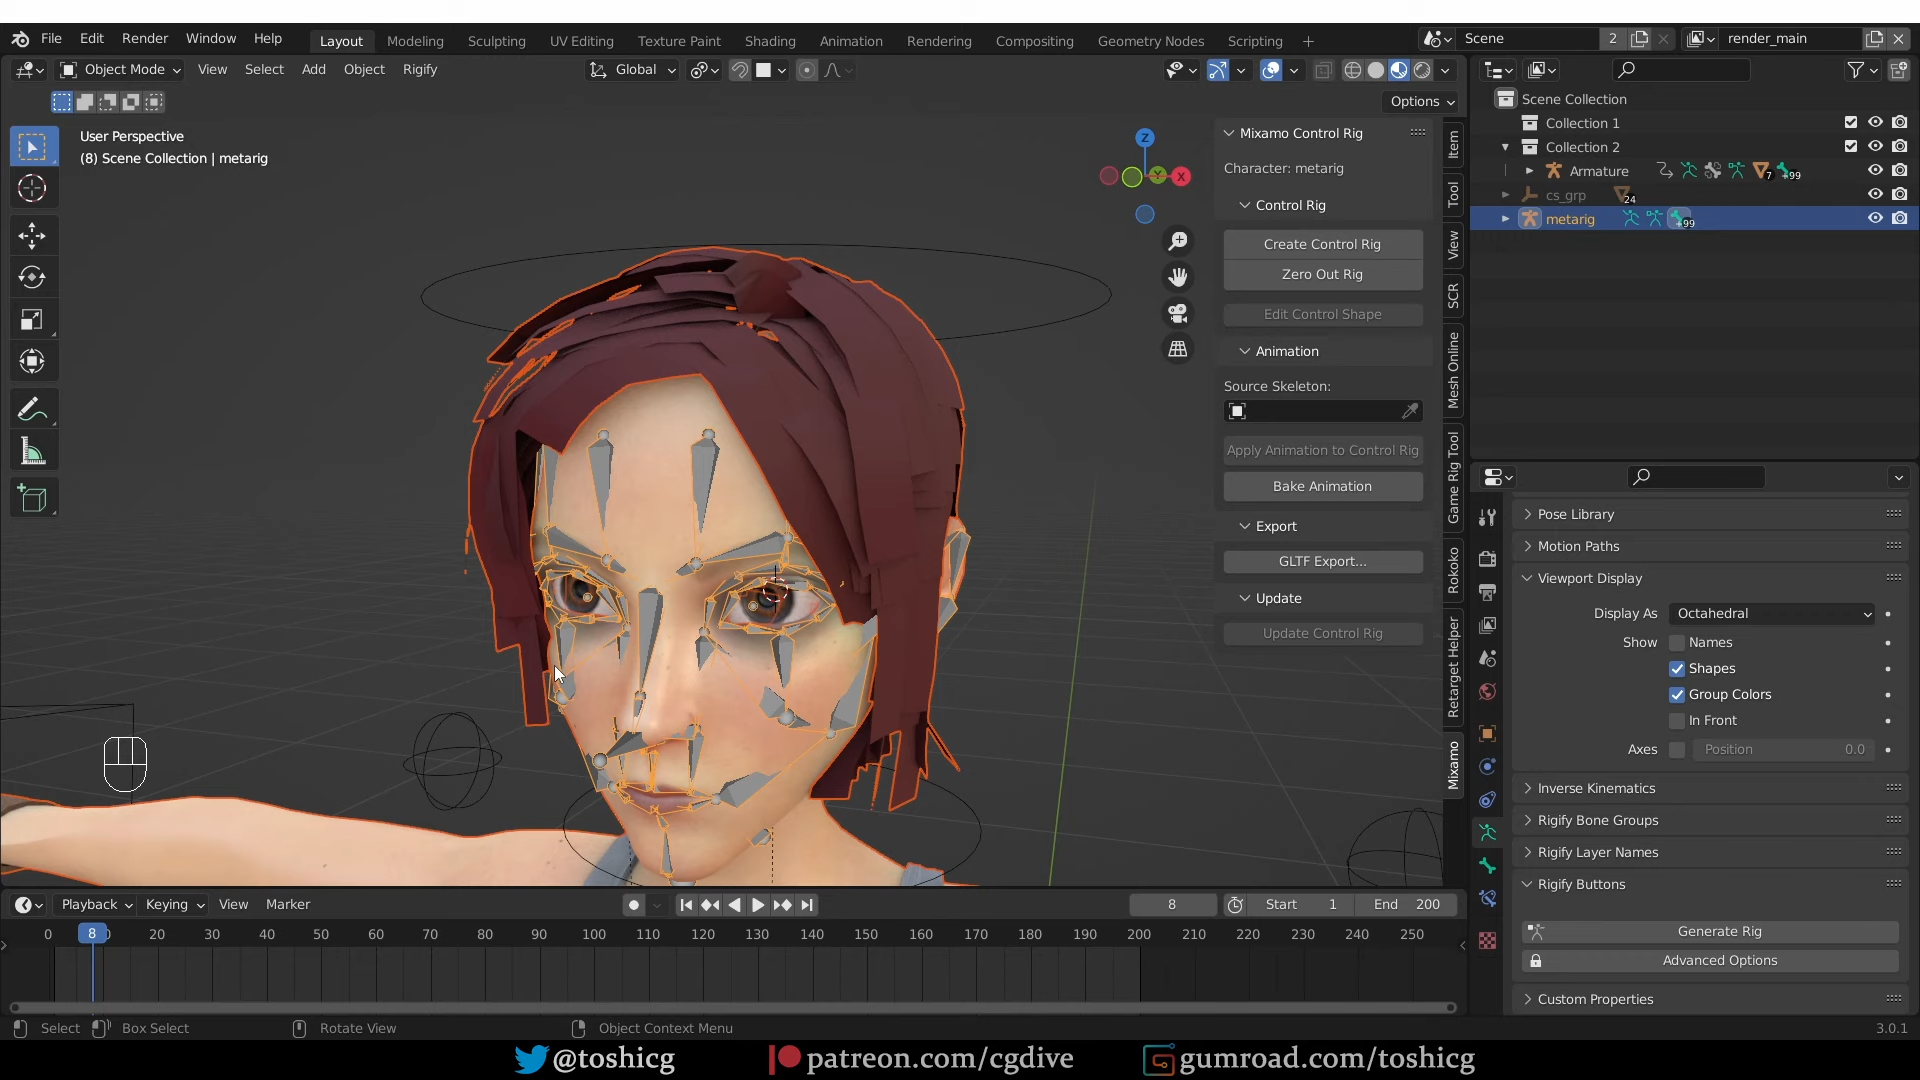 File Edit Render Window Help Layout Modeling Sculpting UV Editing Texture Paint Shading Animation Rendering Compositing Geometry Nodes Scripting + Scene 2 render_main
Object Mode View Select Add Object Rigify Global
Options
User Perspective
(8) Scene Collection | metarig
Z
Y
X
Mixamo Control Rig
Character: metarig
Control Rig
Create Control Rig
Zero Out Rig
Edit Control Shape
Animation
Source Skeleton:
Apply Animation to Control Rig
Bake Animation
Export
GLTF Export...
Update
Update Control Rig
Item
Tool
View
SCR
Mesh Online
Game Rig Tool
Rokoko
Retarget Helper
Mixamo
Scene Collection
Collection 1
Collection 2
Armature 7 +99
cs_grp 24
metarig +99
Pose Library
Motion Paths
Viewport Display
Display As Octahedral
Show Names
Shapes
Group Colors
In Front
Axes Position 0.0
Inverse Kinematics
Rigify Bone Groups
Rigify Layer Names
Rigify Buttons
Generate Rig
Advanced Options
Custom Properties
Playback Keying View Marker 8 Start 1 End 200
0 8 20 30 40 50 60 70 80 90 100 110 120 130 140 150 160 170 180 190 200 210 220 230 240 250
Select Box Select Rotate View Object Context Menu 3.0.1
@toshicg patreon.com/cgdive gumroad.com/toshicg